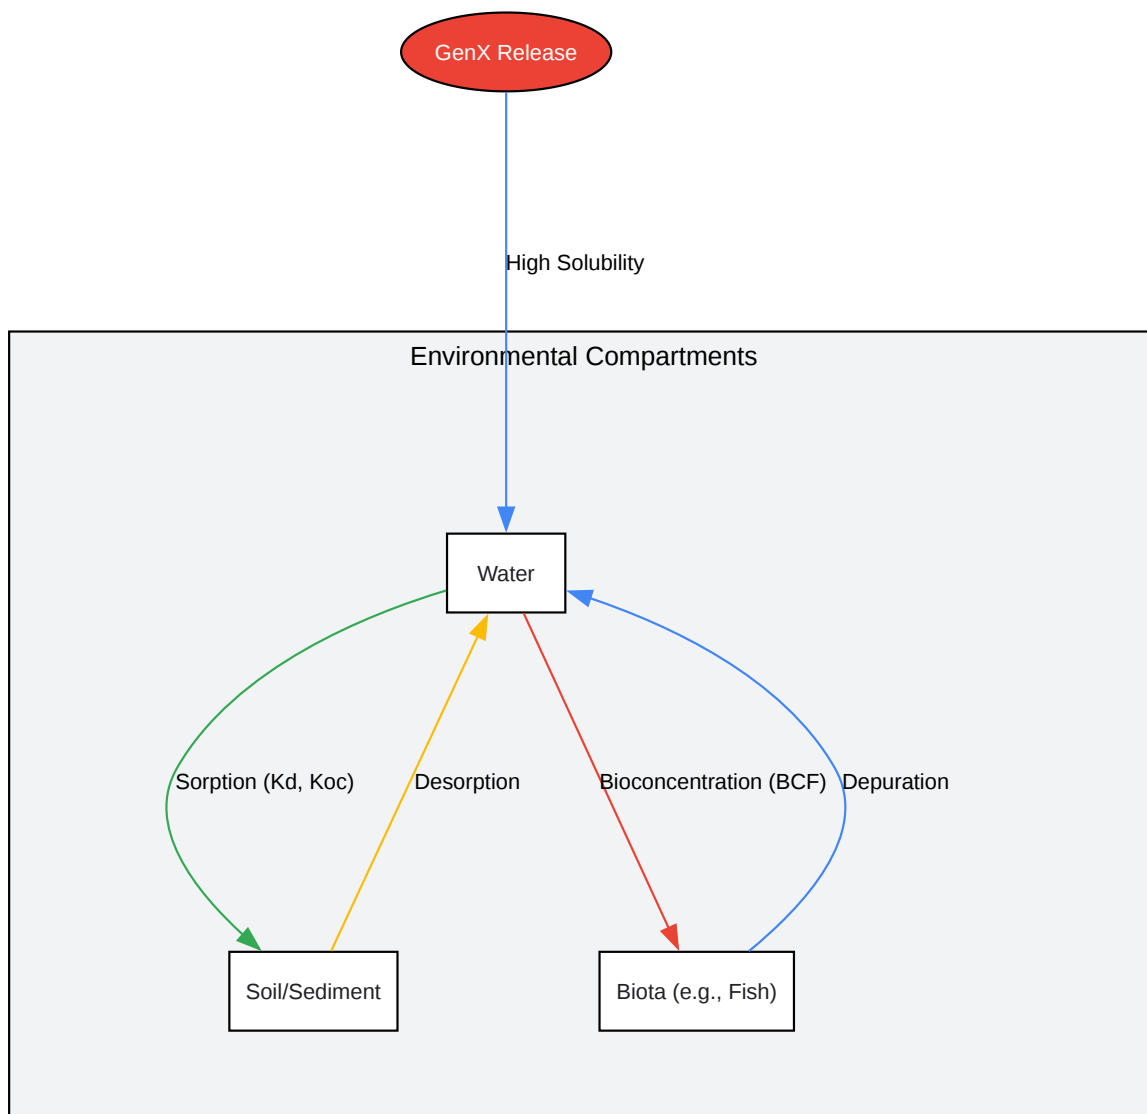 GenX Release
High Solubility
Environmental Compartments
Water
Sorption (Kd, Koc)
Desorption
Bioconcentration (BCF)
Depuration
Soil/Sediment
Biota (e.g., Fish)